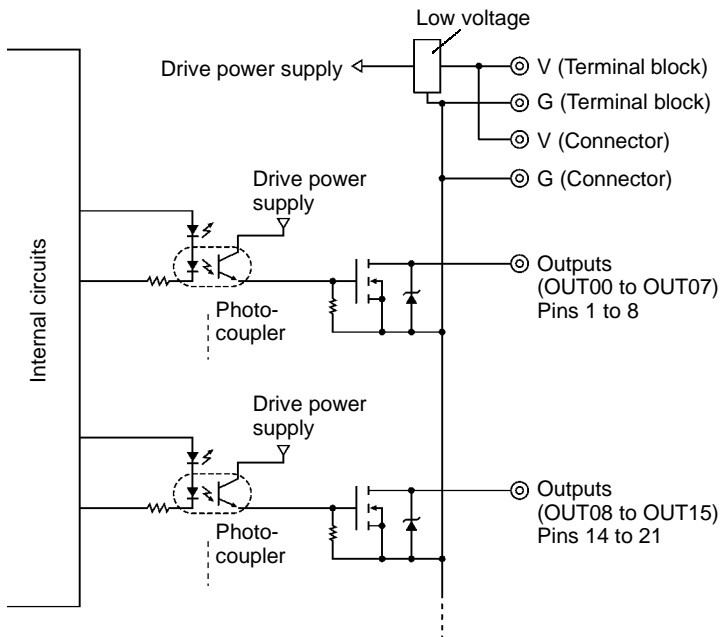 Low voltage
Drive power supply
V (Terminal block)
G (Terminal block)
V (Connector)
G (Connector)
Drive power
supply
Outputs
(OUT00 to OUT07)
Pins 1 to 8
Photo-
coupler
Internal circuits
Drive power
supply
Outputs
(OUT08 to OUT15)
Pins 14 to 21
Photo-
coupler